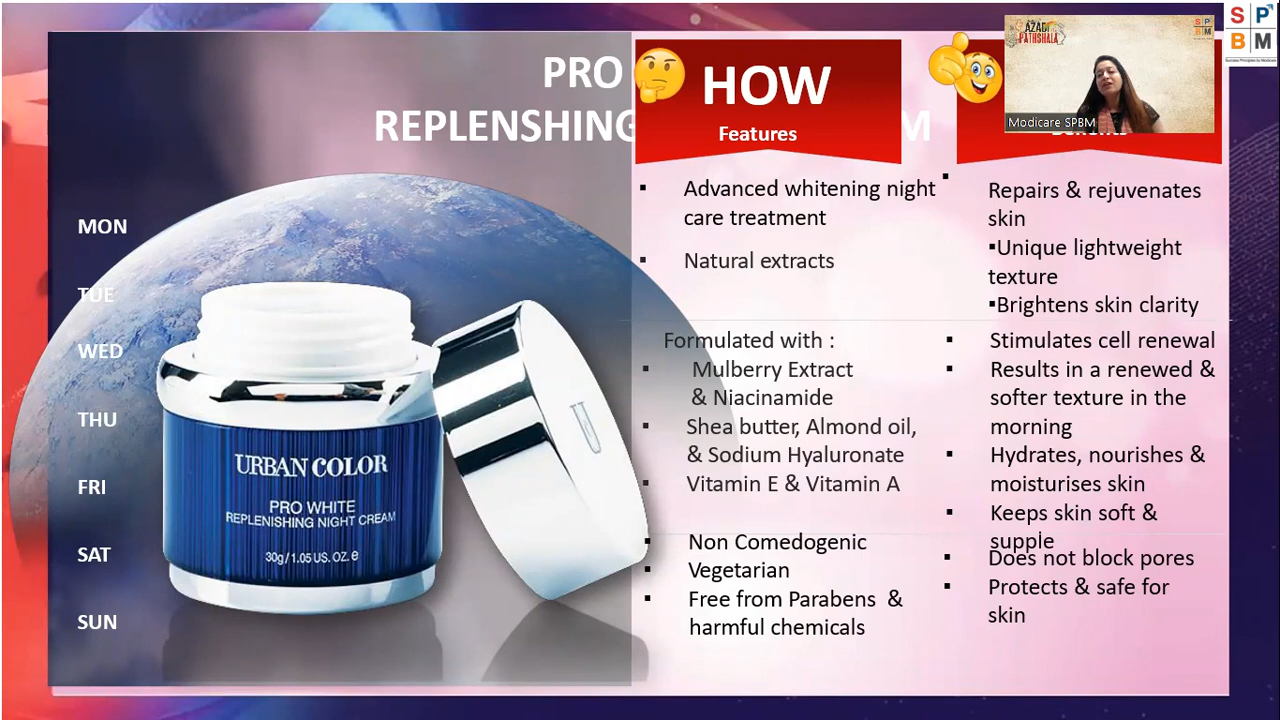 PRO
REPLENSHING
M
HOW
Features
AZADI
PATHSHALA
S P
B M
Modicare SPBM
S P
B M
Success Principles by Modicare
MON
TUE
WED
THU
FRI
SAT
SUN
URBAN COLOR
PRO WHITE
REPLENISHING NIGHT CREAM
30g/1.05 US. OZ. e
▪ Advanced whitening night
care treatment
▪ Natural extracts
Formulated with :
▪ Mulberry Extract
& Niacinamide
▪ Shea butter, Almond oil,
& Sodium Hyaluronate
▪ Vitamin E & Vitamin A
▪ Non Comedogenic
▪ Vegetarian
▪ Free from Parabens &
harmful chemicals
▪ Repairs & rejuvenates
skin
▪Unique lightweight
texture
▪Brightens skin clarity
▪ Stimulates cell renewal
▪ Results in a renewed &
softer texture in the
morning
▪ Hydrates, nourishes &
moisturises skin
▪ Keeps skin soft &
supple
▪ Does not block pores
▪ Protects & safe for
skin